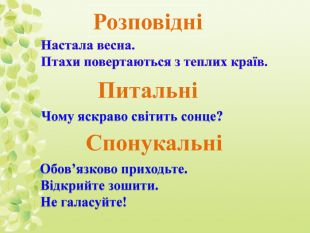 Розповідні
Настала весна.
Птахи повертаються з теплих країв.
Питальні
Чому яскраво світить сонце?
Спонукальні
Обов’язково приходьте.
Відкрийте зошити.
Не галасуйте!